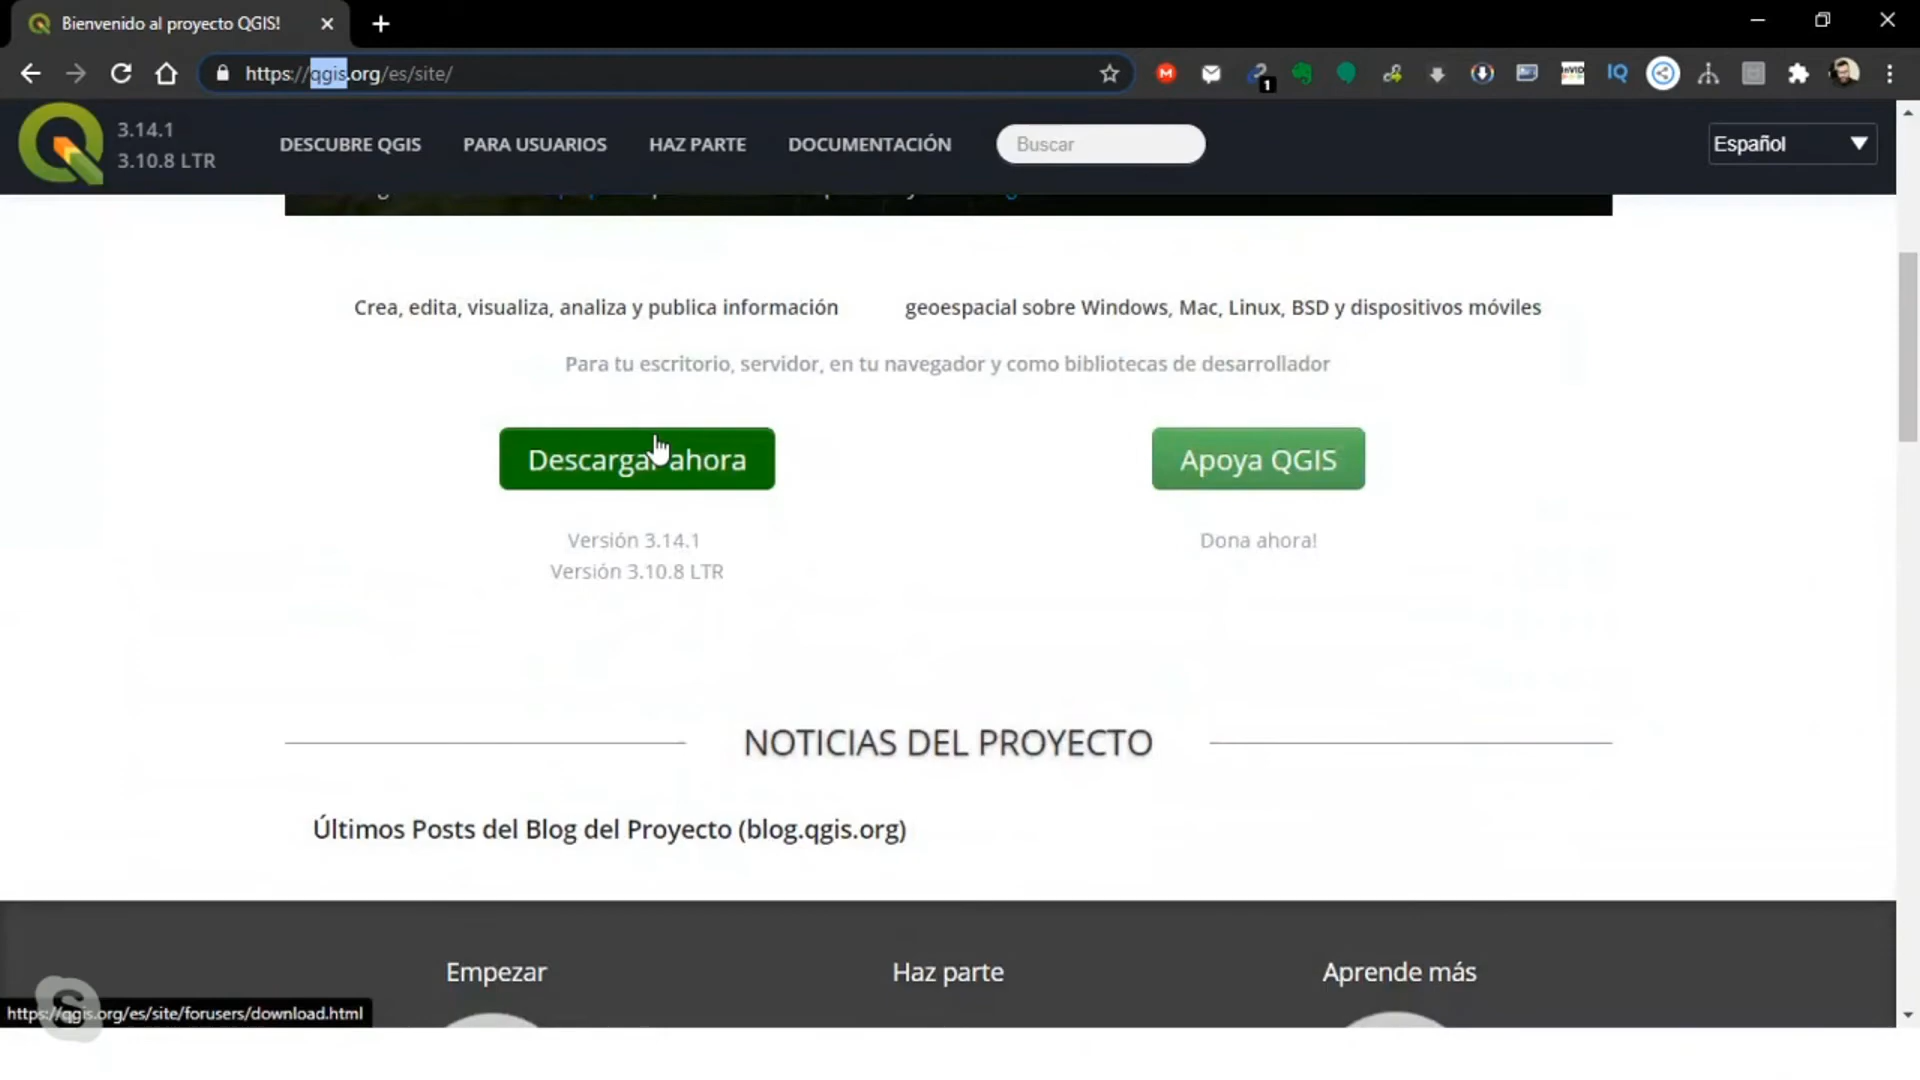 Bienvenido al proyecto QGIS!
https://qgis.org/es/site/
1
InVID
IQ
3.14.1
3.10.8 LTR
DESCUBRE QGIS
PARA USUARIOS
HAZ PARTE
DOCUMENTACIÓN
Buscar
Español
Crea, edita, visualiza, analiza y publica información
geoespacial sobre Windows, Mac, Linux, BSD y dispositivos móviles
Para tu escritorio, servidor, en tu navegador y como bibliotecas de desarrollador
Descargar ahora
Apoya QGIS
Versión 3.14.1
Versión 3.10.8 LTR
Dona ahora!
NOTICIAS DEL PROYECTO
Últimos Posts del Blog del Proyecto (blog.qgis.org)
Empezar
Haz parte
Aprende más
https://qgis.org/es/site/forusers/download.html